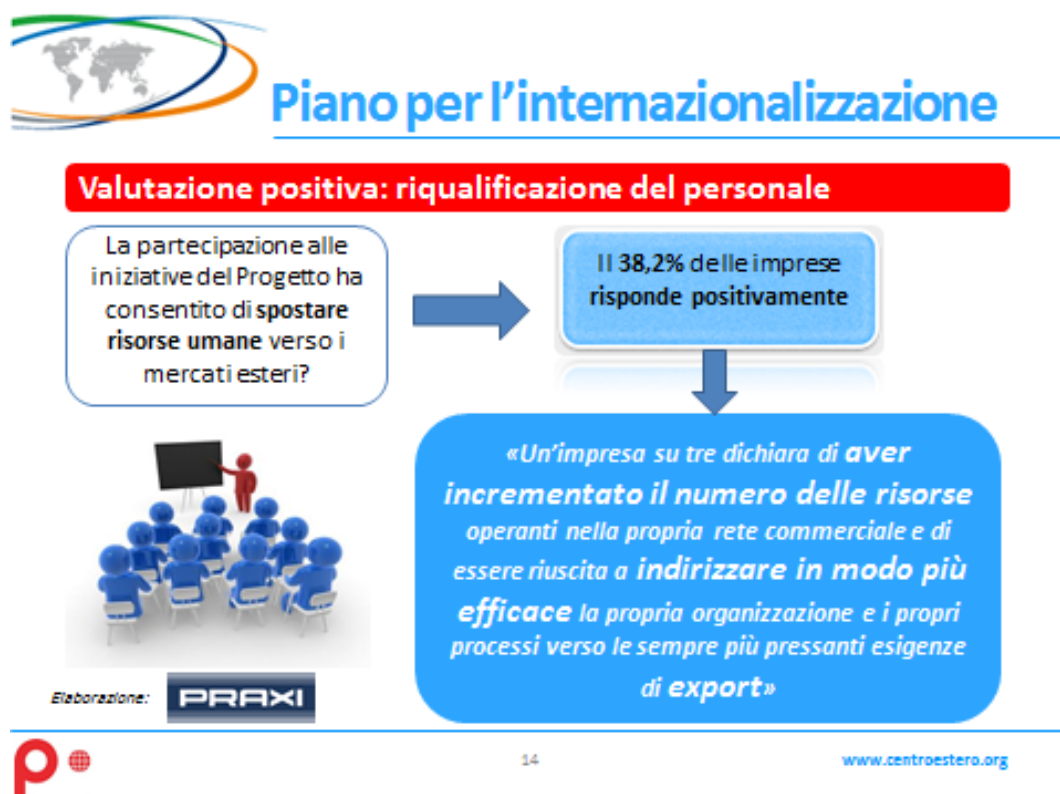 Piano per l'internazionalizzazione
Valutazione positiva: riqualificazione del personale
La partecipazione alle
iniziative del Progetto ha
consentito di spostare
risorse umane verso i
mercati esteri?
Il 38,2% delle imprese
risponde positivamente
«Un'impresa su tre dichiara di aver
incrementato il numero delle risorse
operanti nella propria rete commerciale e di
essere riuscita a indirizzare in modo più
efficace la propria organizzazione e i propri
processi verso le sempre più pressanti esigenze
di export»
Elaborazione:
PRAXI
14
www.centroestero.org